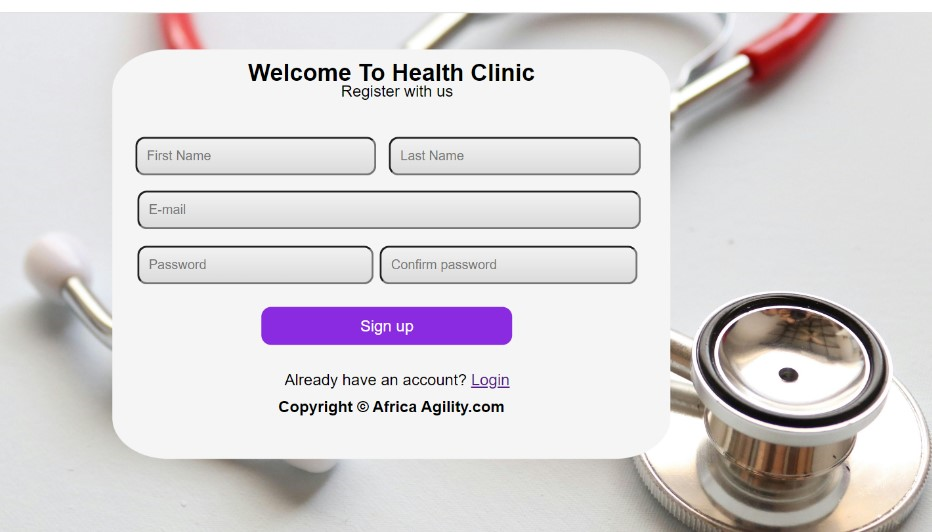 Welcome To Health Clinic
Register with us
First Name
Last Name
E-mail
Password
Confirm password
Sign up
Already have an account? Login
Copyright © Africa Agility.com